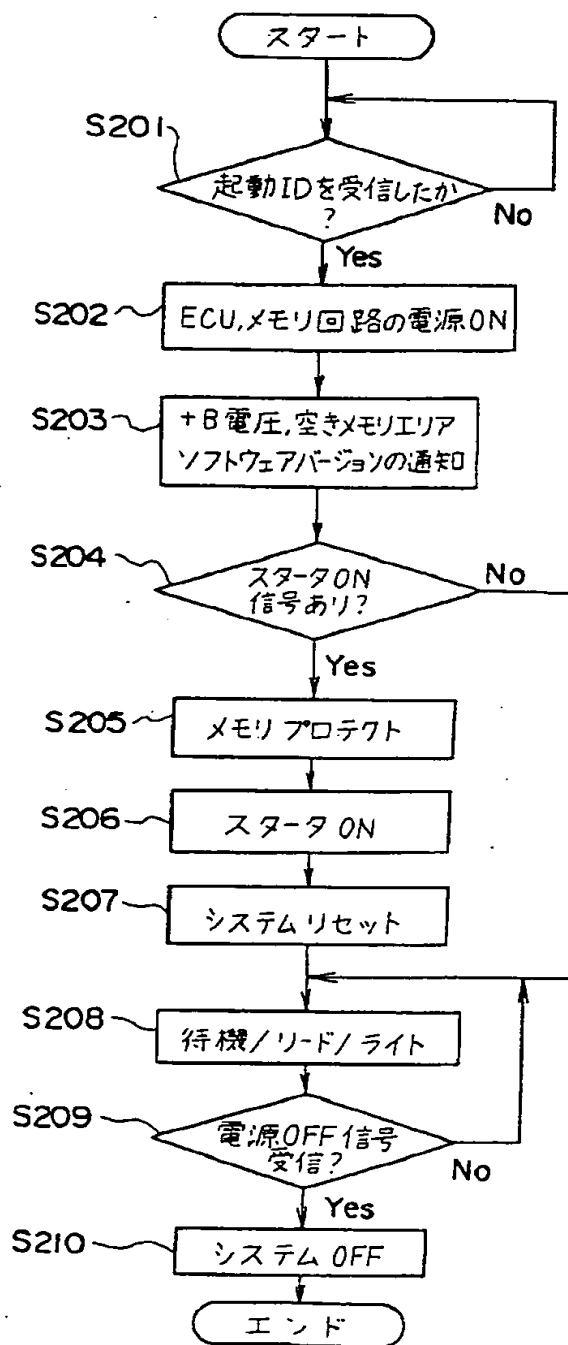 スタート
S201
起動IDを受信したか
?
No
Yes
S202
ECU,メモリ回路の電源ON
S203
+B電圧,空きメモリエリア
ソフトウェアバージョンの通知
S204
スタータON
信号あり?
No
Yes
S205
メモリプロテクト
S206
スタータON
S207
システムリセット
S208
待機/リード/ライト
S209
電源OFF信号
受信?
No
Yes
S210
システムOFF
エンド